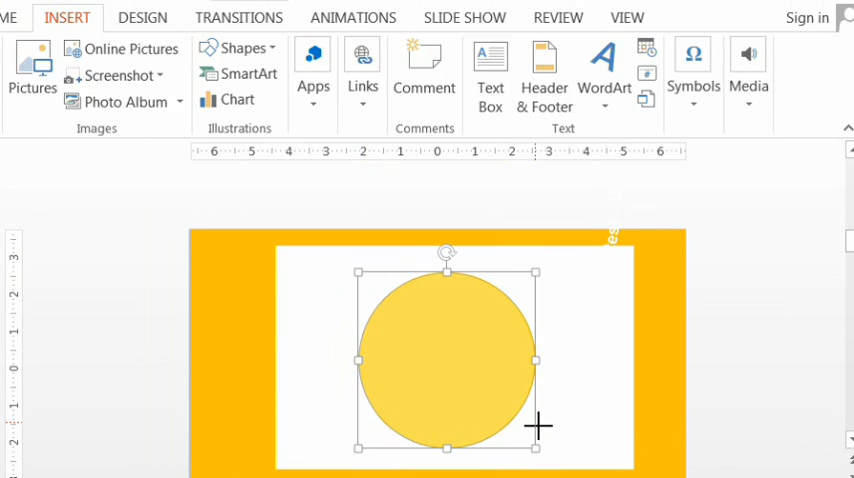 ME INSERT DESIGN TRANSITIONS ANIMATIONS SLIDE SHOW REVIEW VIEW Sign in
Pictures
Online Pictures
Screenshot
Photo Album
Images
Shapes
SmartArt
Chart
Illustrations
Apps
Links
Comment
Comments
Text
Box
Header
& Footer
WordArt
Text
Symbols
Media
6 5 4 3 2 1 0 1 2 3 4 5 6
3
2
1
0
1
2